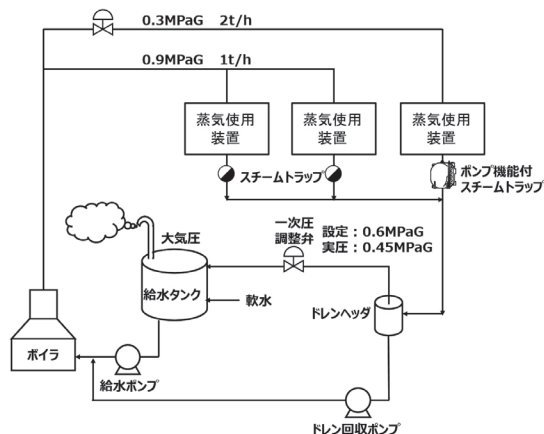 0.3MPaG 2t/h
0.9MPaG 1t/h
蒸気使用
装置
蒸気使用
装置
蒸気使用
装置
スチームトラップ
ポンプ機能付
スチームトラップ
大気圧
一次圧
調整弁
設定：0.6MPaG
実圧：0.45MPaG
給水タンク
軟水
ドレンヘッダ
ボイラ
給水ポンプ
ドレン回収ポンプ